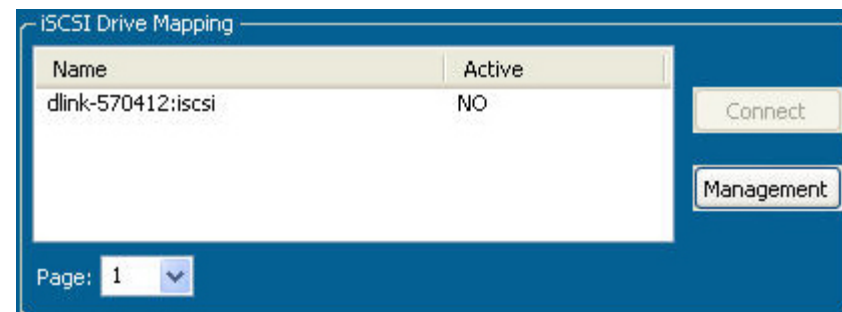 iSCSI Drive Mapping
Name Active
dlink-570412:iscsi NO
Connect
Management
Page: 1